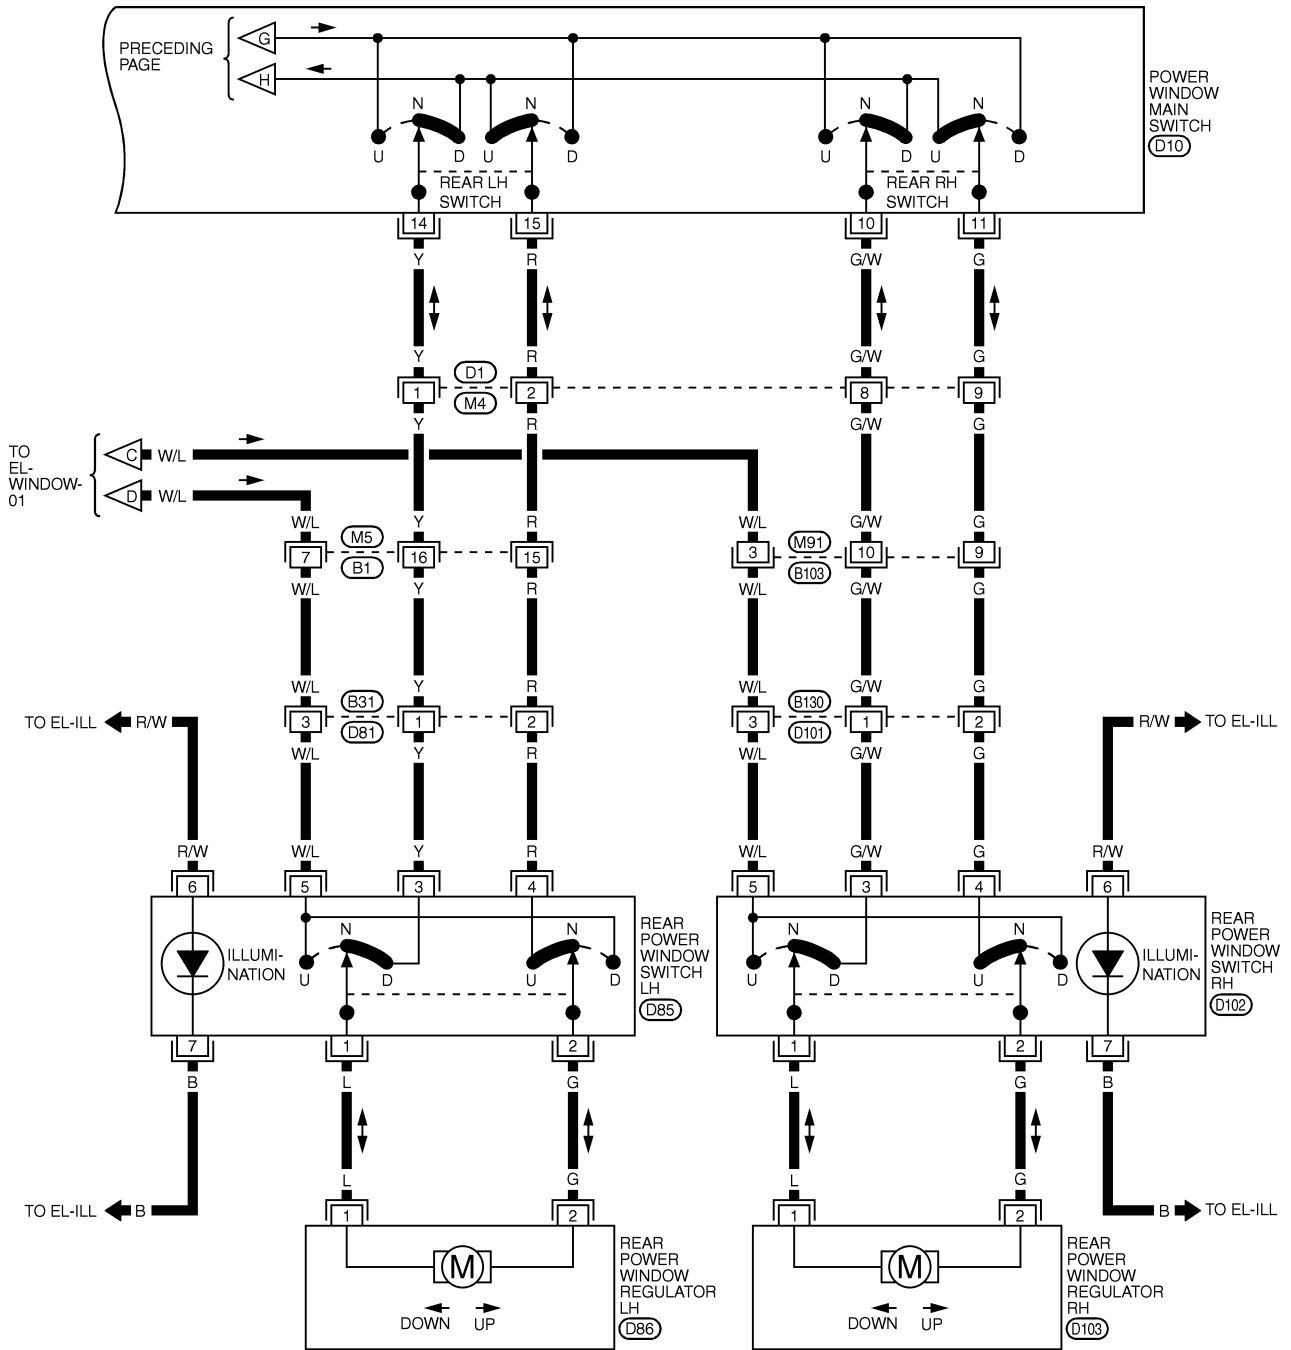 PRECEDING
PAGE
G
H
N
N
N
N
U
D
U
D
U
D
U
D
REAR LH
SWITCH
REAR RH
SWITCH
POWER
WINDOW
MAIN
SWITCH
D10
14
15
10
11
Y
R
G/W
G
Y
R
G/W
G
1
D1
M4
2
8
9
Y
R
G/W
G
TO
EL-
WINDOW-
01
C
W/L
D
W/L
W/L
Y
R
W/L
G/W
G
7
M5
B1
16
15
3
M91
B103
10
9
W/L
Y
R
W/L
G/W
G
W/L
Y
R
W/L
G/W
G
3
B31
D81
1
2
3
B130
D101
1
2
TO EL-ILL
R/W
R/W
TO EL-ILL
W/L
Y
R
W/L
G/W
G
R/W
W/L
Y
R
W/L
G/W
G
R/W
6
5
3
4
5
3
4
6
ILLUMI-
NATION
N
U
D
N
U
D
REAR
POWER
WINDOW
SWITCH
LH
D85
N
U
D
N
U
D
ILLUMI-
NATION
REAR
POWER
WINDOW
SWITCH
RH
D102
7
1
2
1
2
7
B
L
G
L
G
B
L
G
L
G
TO EL-ILL
B
B
TO EL-ILL
1
2
1
2
M
DOWN
UP
REAR
POWER
WINDOW
REGULATOR
LH
D86
M
DOWN
UP
REAR
POWER
WINDOW
REGULATOR
RH
D103